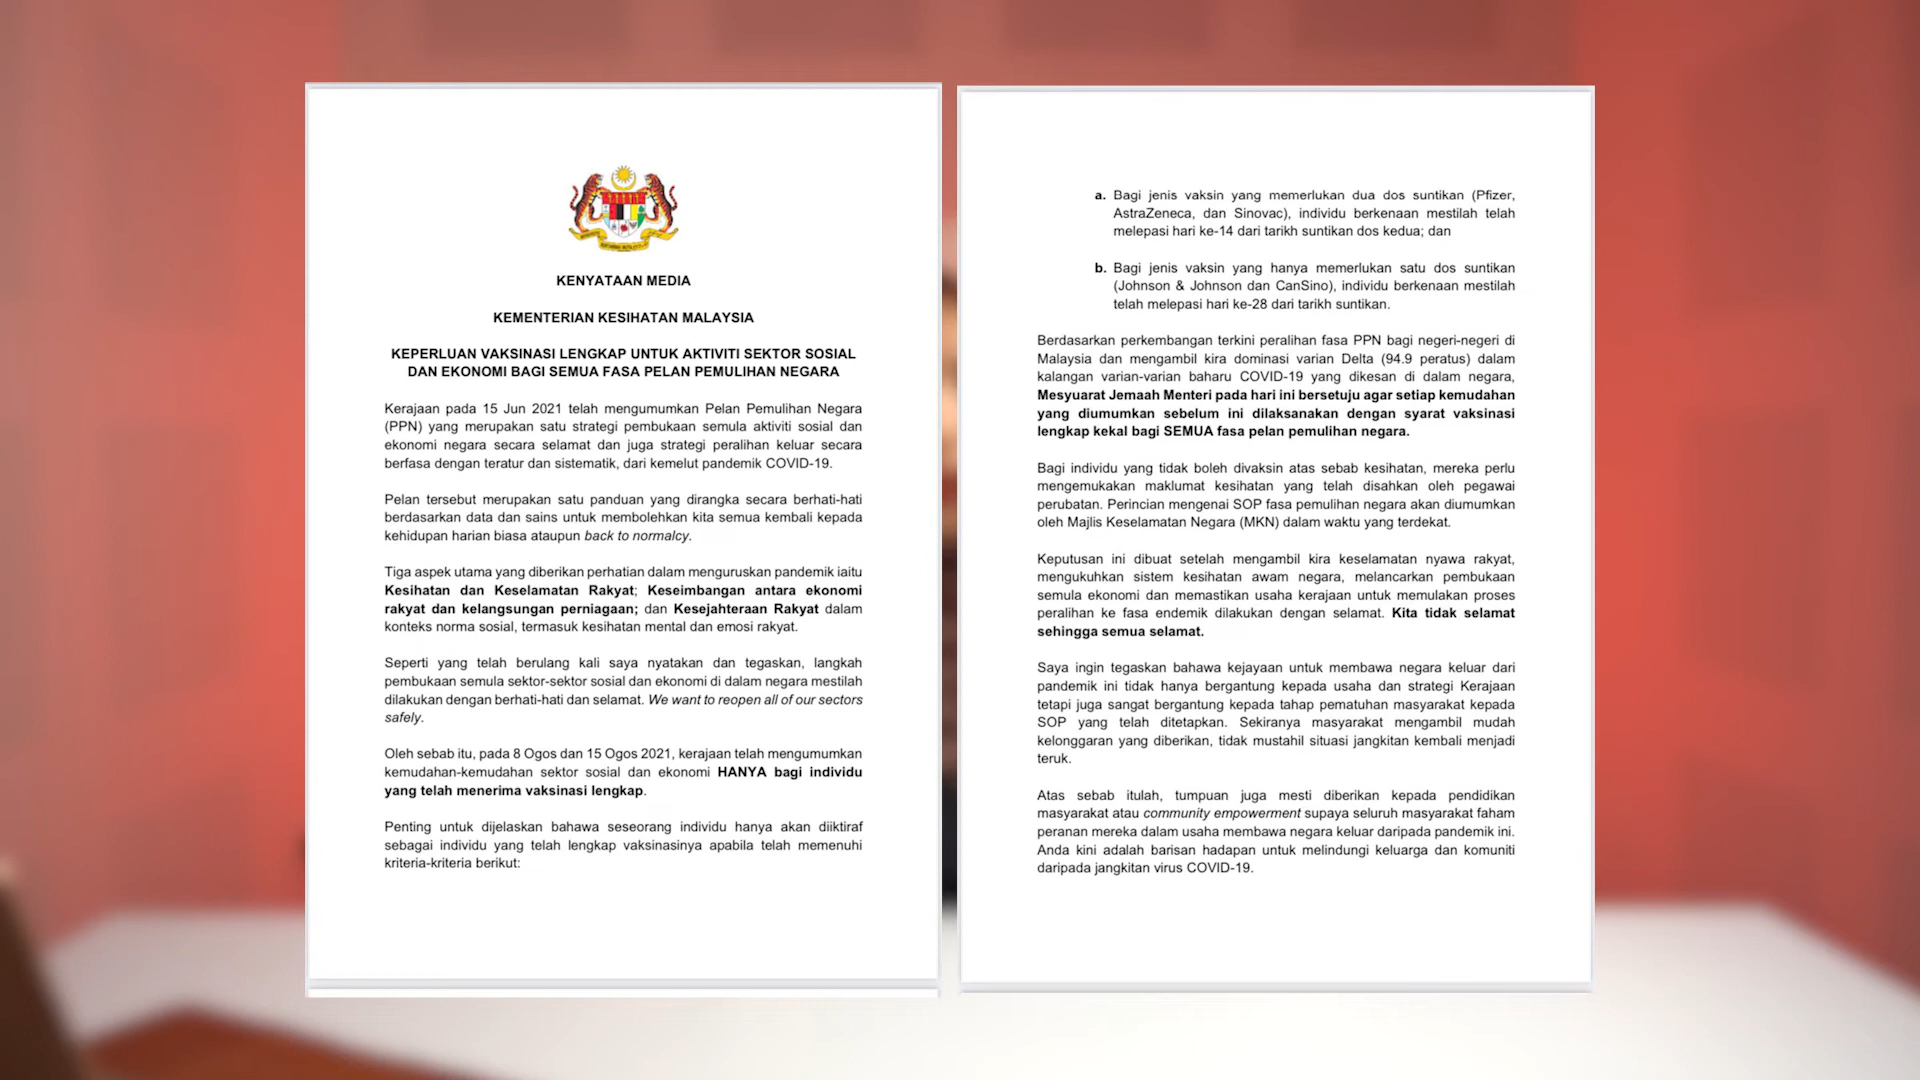 KENYATAAN MEDIA
KEMENTERIAN KESIHATAN MALAYSIA
KEPERLUAN VAKSINASI LENGKAP UNTUK AKTIVITI SEKTOR SOSIAL
DAN EKONOMI BAGI SEMUA FASA PELAN PEMULIHAN NEGARA
Kerajaan pada 15 Jun 2021 telah mengumumkan Pelan Pemulihan Negara
(PPN) yang merupakan satu strategi pembukaan semula aktiviti sosial dan
ekonomi negara secara selamat dan juga strategi peralihan keluar secara
berfasa dengan teratur dan sistematik, dari kemelut pandemik COVID-19.
Pelan tersebut merupakan satu panduan yang dirangka secara berhati-hati
berdasarkan data dan sains untuk membolehkan kita semua kembali kepada
kehidupan harian biasa ataupun back to normalcy.
Tiga aspek utama yang diberikan perhatian dalam menguruskan pandemik iaitu
Kesihatan dan Keselamatan Rakyat; Keseimbangan antara ekonomi
rakyat dan kelangsungan perniagaan; dan Kesejahteraan Rakyat dalam
konteks norma sosial, termasuk kesihatan mental dan emosi rakyat.
Seperti yang telah berulang kali saya nyatakan dan tegaskan, langkah
pembukaan semula sektor-sektor sosial dan ekonomi di dalam negara mestilah
dilakukan dengan berhati-hati dan selamat. We want to reopen all of our sectors
safely.
Oleh sebab itu, pada 8 Ogos dan 15 Ogos 2021, kerajaan telah mengumumkan
kemudahan-kemudahan sektor sosial dan ekonomi HANYA bagi individu
yang telah menerima vaksinasi lengkap.
Penting untuk dijelaskan bahawa seseorang individu hanya akan diiktiraf
sebagai individu yang telah lengkap vaksinasinya apabila telah memenuhi
kriteria-kriteria berikut:
a. Bagi jenis vaksin yang memerlukan dua dos suntikan (Pfizer,
AstraZeneca, dan Sinovac), individu berkenaan mestilah telah
melepasi hari ke-14 dari tarikh suntikan dos kedua; dan
b. Bagi jenis vaksin yang hanya memerlukan satu dos suntikan
(Johnson & Johnson dan CanSino), individu berkenaan mestilah
telah melepasi hari ke-28 dari tarikh suntikan.
Berdasarkan perkembangan terkini peralihan fasa PPN bagi negeri-negeri di
Malaysia dan mengambil kira dominasi varian Delta (94.9 peratus) dalam
kalangan varian-varian baharu COVID-19 yang dikesan di dalam negara,
Mesyuarat Jemaah Menteri pada hari ini bersetuju agar setiap kemudahan
yang diumumkan sebelum ini dilaksanakan dengan syarat vaksinasi
lengkap kekal bagi SEMUA fasa pelan pemulihan negara.
Bagi individu yang tidak boleh divaksin atas sebab kesihatan, mereka perlu
mengemukakan maklumat kesihatan yang telah disahkan oleh pegawai
perubatan. Perincian mengenai SOP fasa pemulihan negara akan diumumkan
oleh Majlis Keselamatan Negara (MKN) dalam waktu yang terdekat.
Keputusan ini dibuat setelah mengambil kira keselamatan nyawa rakyat,
mengukuhkan sistem kesihatan awam negara, melancarkan pembukaan
semula ekonomi dan memastikan usaha kerajaan untuk memulakan proses
peralihan ke fasa endemik dilakukan dengan selamat. Kita tidak selamat
sehingga semua selamat.
Saya ingin tegaskan bahawa kejayaan untuk membawa negara keluar dari
pandemik ini tidak hanya bergantung kepada usaha dan strategi Kerajaan
tetapi juga sangat bergantung kepada tahap pematuhan masyarakat kepada
SOP yang telah ditetapkan. Sekiranya masyarakat mengambil mudah
kelonggaran yang diberikan, tidak mustahil situasi jangkitan kembali menjadi
teruk.
Atas sebab itulah, tumpuan juga mesti diberikan kepada pendidikan
masyarakat atau community empowerment supaya seluruh masyarakat faham
peranan mereka dalam usaha membawa negara keluar daripada pandemik ini.
Anda kini adalah barisan hadapan untuk melindungi keluarga dan komuniti
daripada jangkitan virus COVID-19.